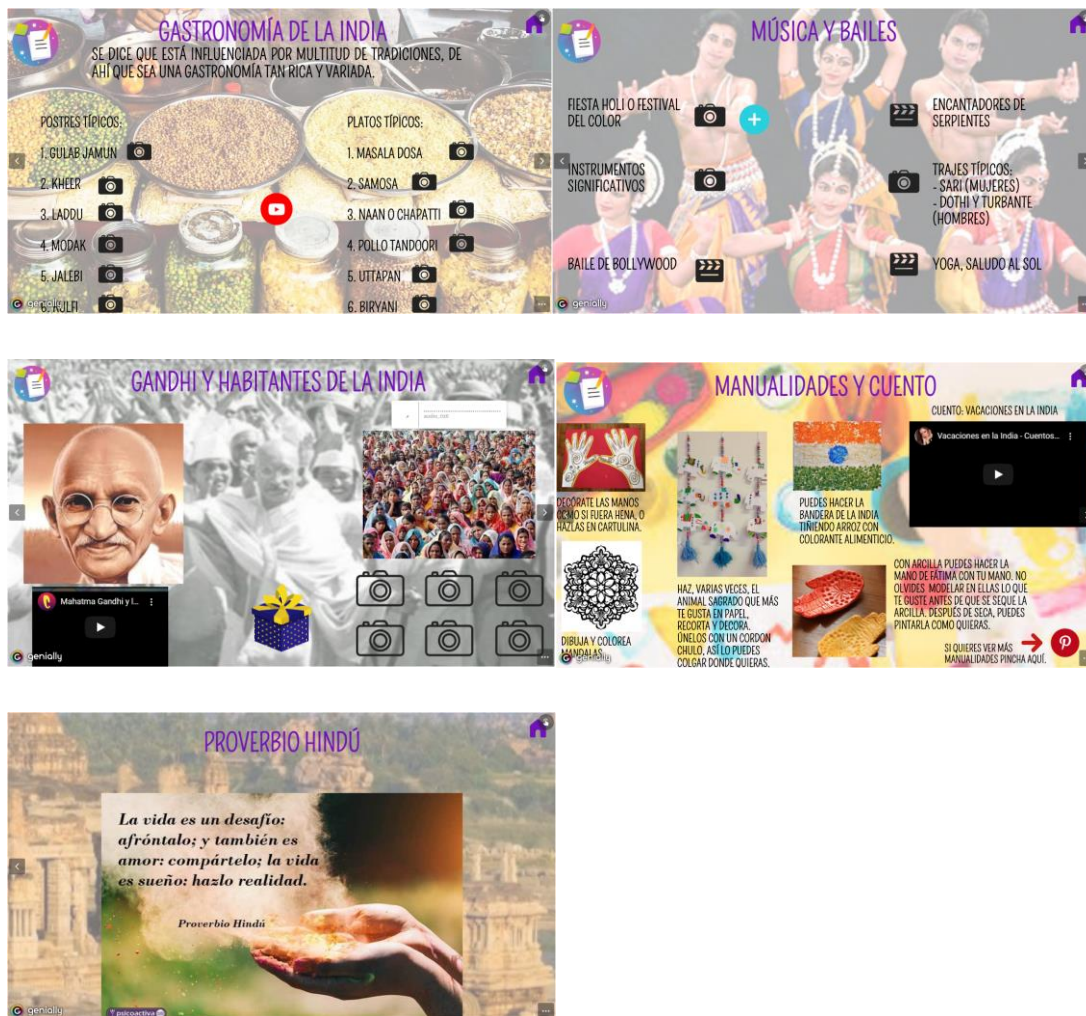 GASTRONOMÍA DE LA INDIA
SE DICE QUE ESTÁ INFLUENCIADA POR MULTITUD DE TRADICIONES, DE
AHÍ QUE SEA UNA GASTRONOMÍA TAN RICA Y VARIADA.
POSTRES TÍPICOS:
1. GULAB JAMUN
2. KHEER
3. LADDU
4. MODAK
5. JALEBI
6. KULFI
PLATOS TÍPICOS:
1. MASALA DOSA
2. SAMOSA
3. NAAN O CHAPATTI
4. POLLO TANDOORI
5. UTTAPAN
6. BIRYANI
genially
MÚSICA Y BAILES
FIESTA HOLI O FESTIVAL
DEL COLOR
INSTRUMENTOS
SIGNIFICATIVOS
BAILE DE BOLLYWOOD
ENCANTADORES DE
SERPIENTES
TRAJES TÍPICOS:
- SARI (MUJERES)
- DOTHI Y TURBANTE
(HOMBRES)
YOGA, SALUDO AL SOL
genially
GANDHI Y HABITANTES DE LA INDIA
Mahatma Gandhi y l...
genially
MANUALIDADES Y CUENTO
CUENTO: VACACIONES EN LA INDIA
Vacaciones en la India - Cuentos...
DECÓRATE LAS MANOS
COMO SI FUERA HENA, O
HAZLAS EN CARTULINA.
DIBUJA Y COLOREA
MANDALAS
HAZ, VARIAS VECES, EL
ANIMAL SAGRADO QUE MÁS
TE GUSTA EN PAPEL,
RECORTA Y DECORA.
ÚNELOS CON UN CORDON
CHULO, ASÍ LO PUEDES
COLGAR DONDE QUIERAS.
PUEDES HACER LA
BANDERA DE LA INDIA
TIÑIENDO ARROZ CON
COLORANTE ALIMENTICIO.
CON ARCILLA PUEDES HACER LA
MANO DE FÁTIMA CON TU MANO. NO
OLVIDES MODELAR EN ELLAS LO QUE
TE GUSTE ANTES DE QUE SE SEQUE LA
ARCILLA. DESPUÉS DE SECA, PUEDES
PINTARLA COMO QUIERAS.
SI QUIERES VER MÁS
MANUALIDADES PINCHA AQUÍ.
genially
PROVERBIO HINDÚ
La vida es un desafío:
afróntalo; y también es
amor: compártelo; la vida
es sueño: hazlo realidad.
Proverbio Hindú
genially
psicoactiva